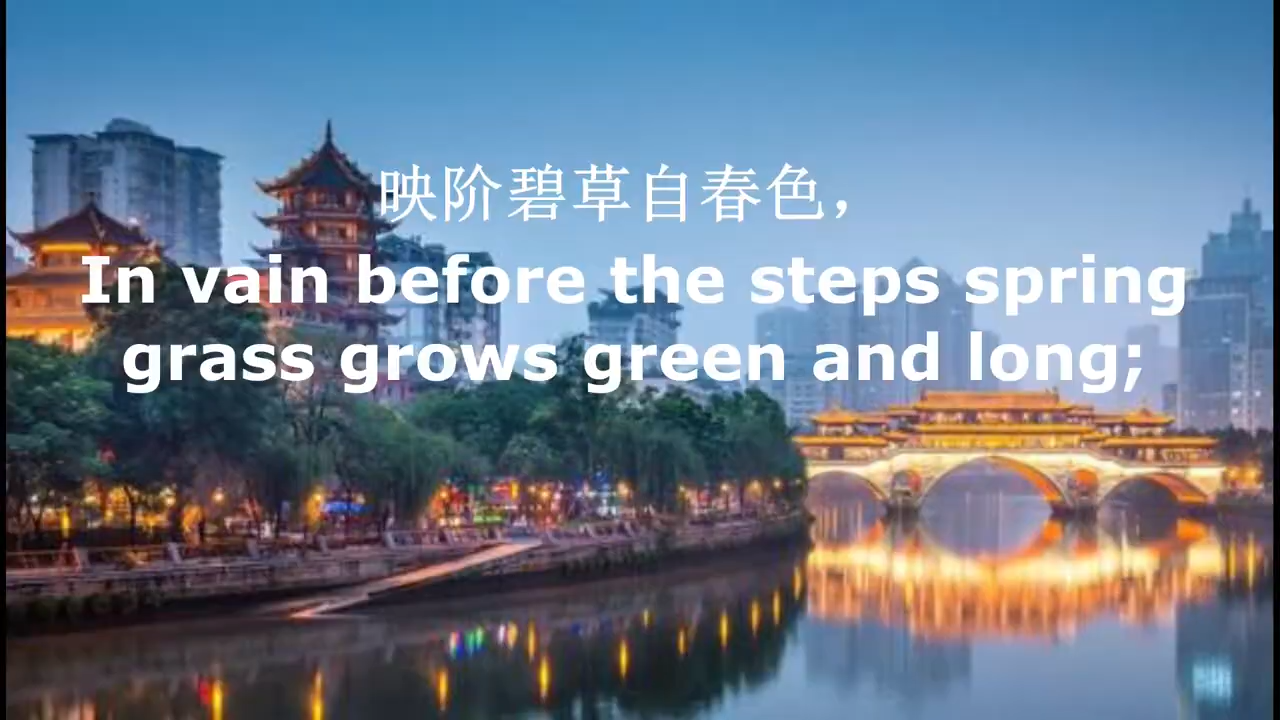 映阶碧草自春色，
In vain before the steps spring
grass grows green and long;